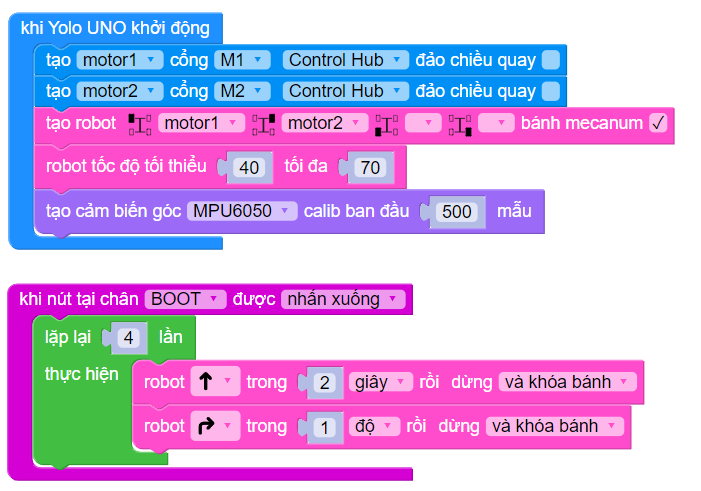 khi Yolo UNO khởi động
tạo motor1 cổng M1 Control Hub đảo chiều quay
tạo motor2 cổng M2 Control Hub đảo chiều quay
tạo robot motor1 motor2 bánh mecanum
robot tốc độ tối thiểu 40 tối đa 70
tạo cảm biến góc MPU6050 calib ban đầu 500 mẫu
khi nút tại chân BOOT được nhấn xuống
lặp lại 4 lần
thực hiện robot trong 2 giây rồi dừng và khóa bánh
robot trong 1 độ rồi dừng và khóa bánh